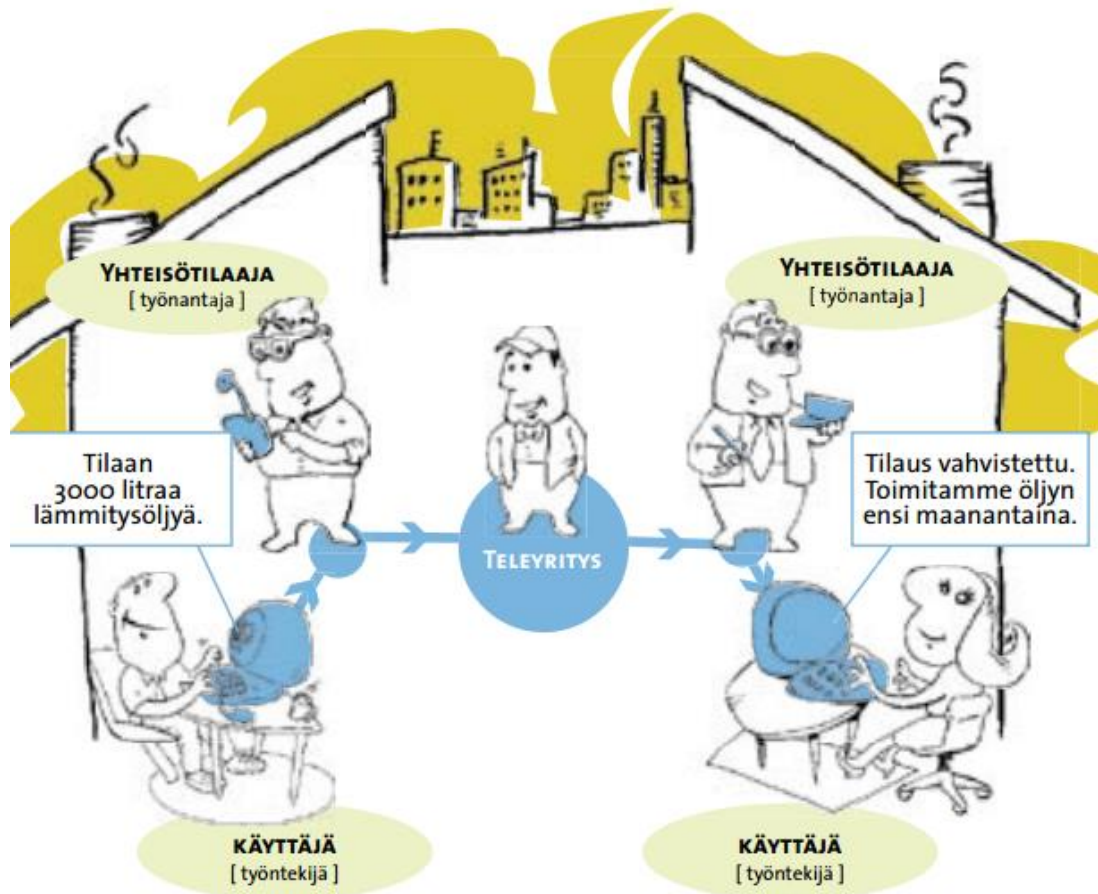 YHTEISÖTILAAJA
[ työnantaja ]
YHTEISÖTILAAJA
[ työnantaja ]
Tilaan
3000 litraa
lämmitysöljyä.
Tilaus vahvistettu.
Toimitamme öljyn
ensi maanantaina.
TELEYRITYS
KÄYTTÄJÄ
[ työntekijä ]
KÄYTTÄJÄ
[ työntekijä ]